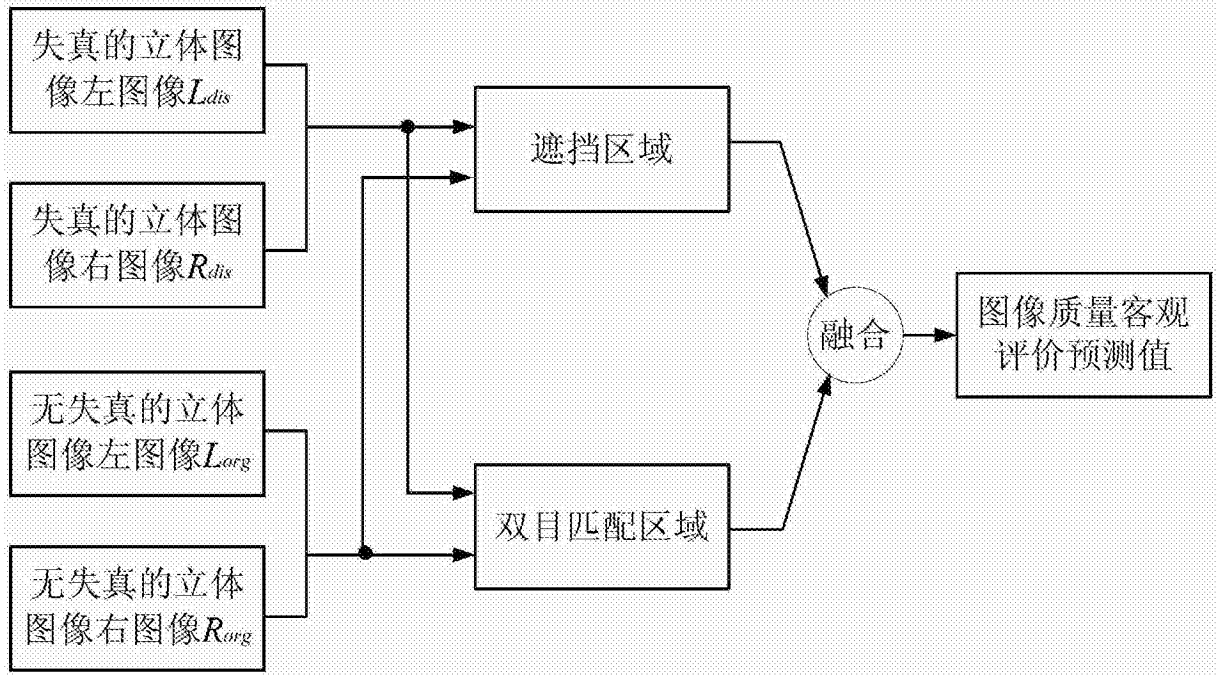 失真的立体图
像左图像Ldis
失真的立体图
像右图像Rdis
无失真的立体
图像左图像Lorg
无失真的立体
图像右图像Rorg
遮挡区域
双目匹配区域
融合
图像质量客观
评价预测值